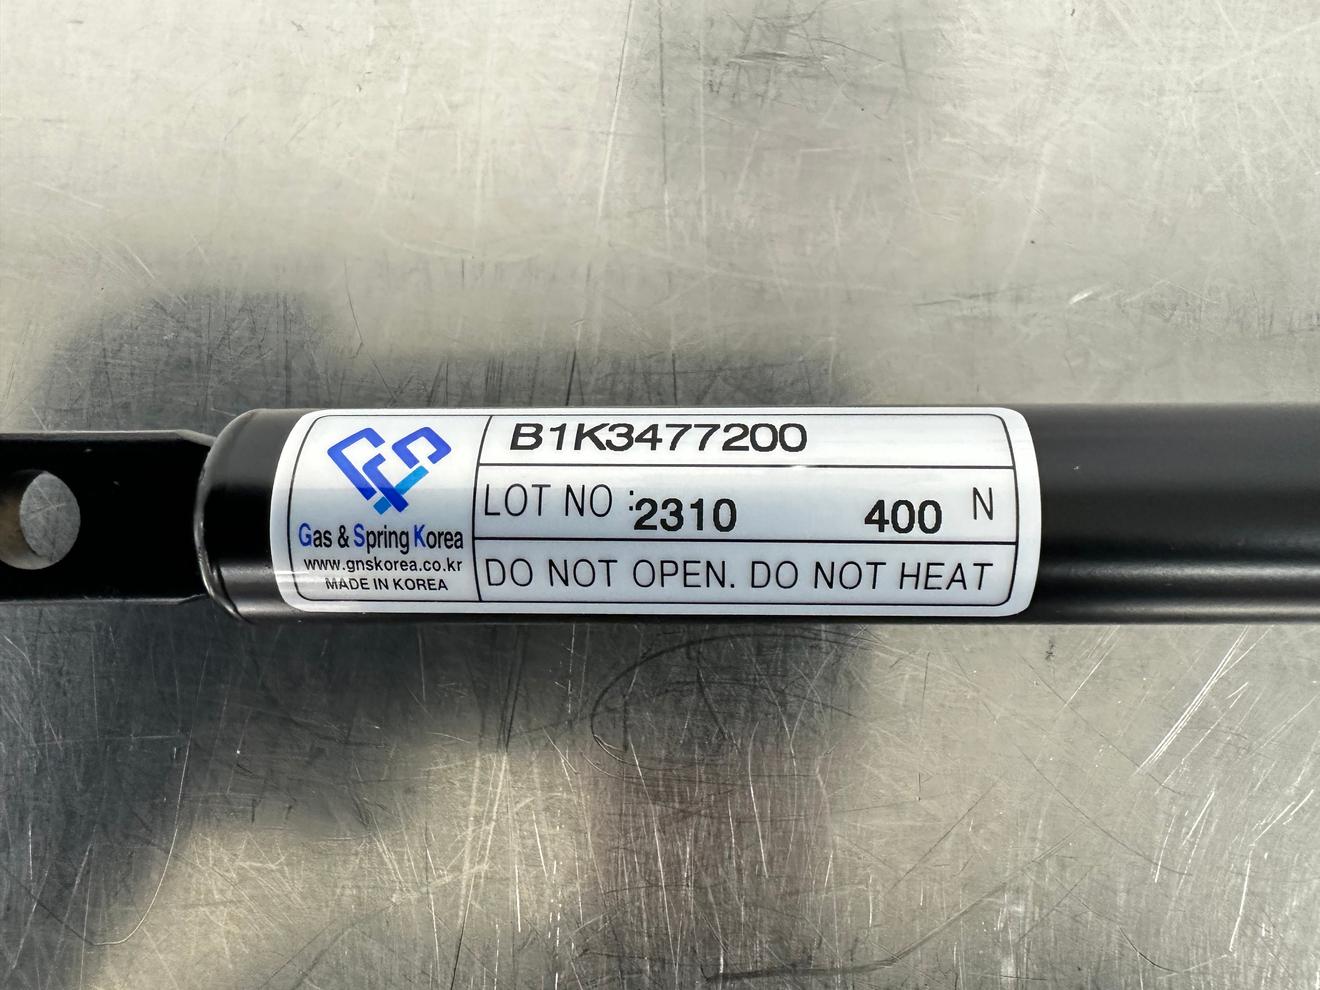 Gas & Spring Korea
www.gnskorea.co.kr
MADE IN KOREA
B1K3477200
LOT NO : 2310 400 N
DO NOT OPEN. DO NOT HEAT